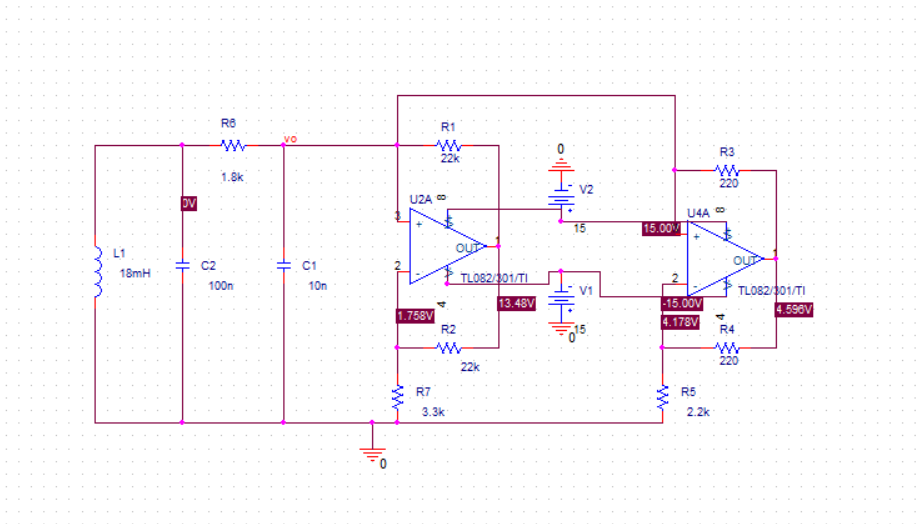 R6
1.8k
vo
R1
22k
0
V2
15
R3
220
U2A
8
3
+
2
-
OUT
1
4
TL082/301/TI
U4A
8
+
2
-
OUT
1
4
TL082/301/TI
0V
15.00V
-15.00V
4.178V
4.596V
13.48V
1.758V
L1
18mH
C2
100n
C1
10n
V1
15
0
R2
22k
R4
220
R7
3.3k
R5
2.2k
0